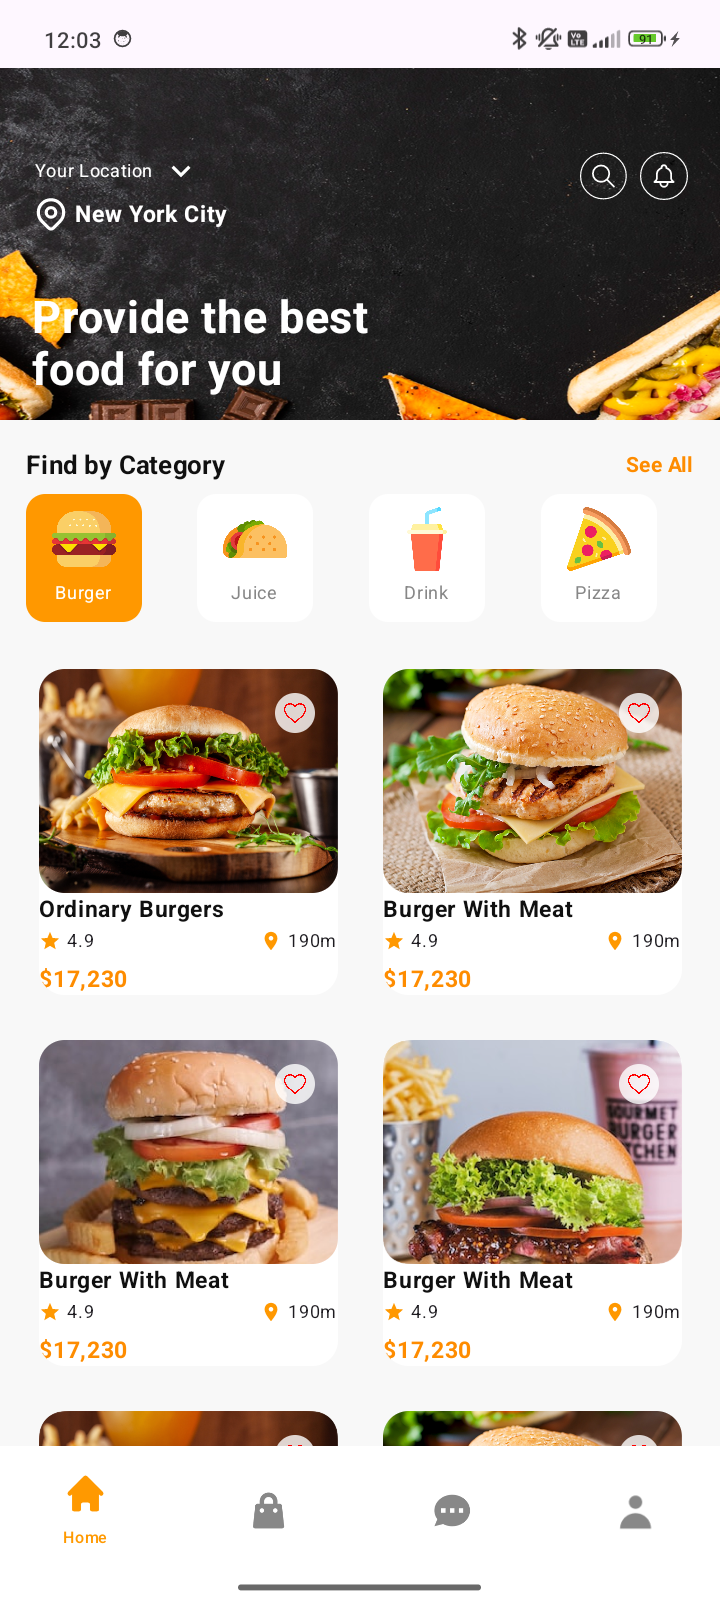 12:03
Vo LTE
91
Your Location
New York City
Provide the best
food for you
Find by Category
See All
Burger
Juice
Drink
Pizza
Ordinary Burgers
4.9
190m
$17,230
Burger With Meat
4.9
190m
$17,230
GOURMET
BURGER
KITCHEN
Burger With Meat
4.9
190m
$17,230
Burger With Meat
4.9
190m
$17,230
Home